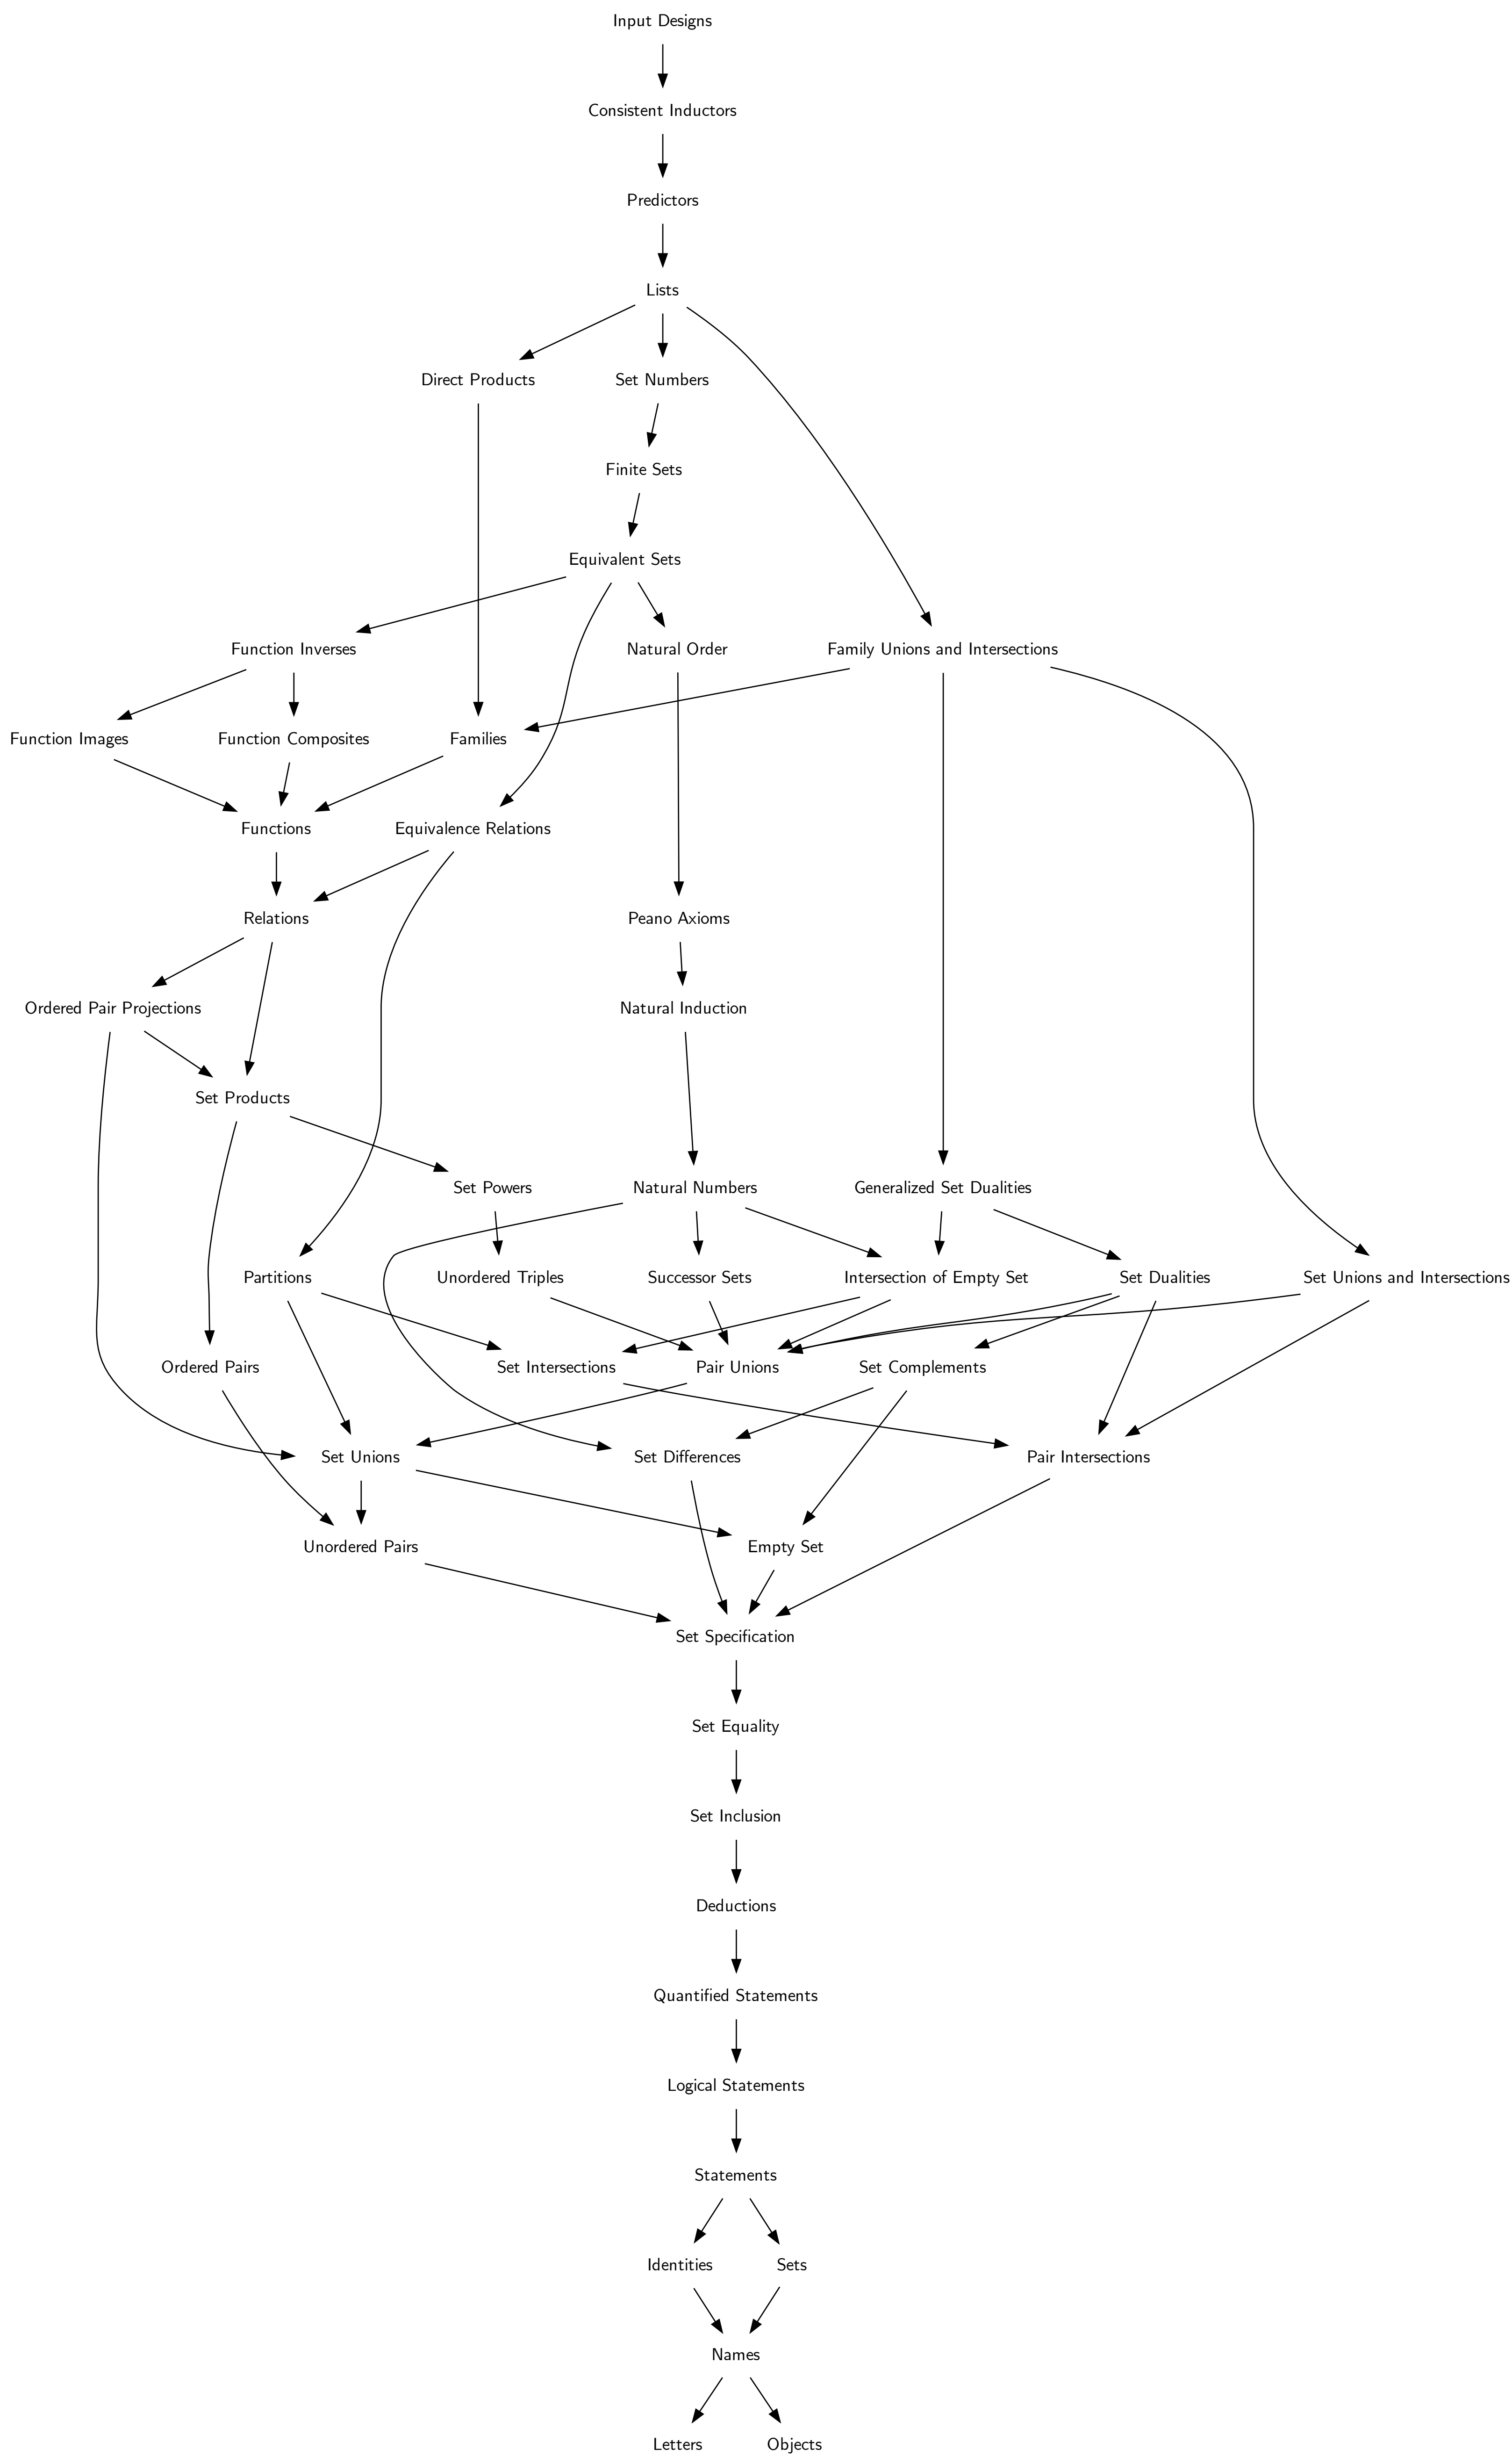 Input Designs
Consistent Inductors
Predictors
Lists
Direct Products
Set Numbers
Finite Sets
Equivalent Sets
Function Inverses
Natural Order
Family Unions and Intersections
Function Images
Function Composites
Families
Functions
Equivalence Relations
Relations
Peano Axioms
Ordered Pair Projections
Natural Induction
Set Products
Set Powers
Natural Numbers
Generalized Set Dualities
Partitions
Unordered Triples
Successor Sets
Intersection of Empty Set
Set Dualities
Set Unions and Intersections
Ordered Pairs
Set Intersections
Pair Unions
Set Complements
Set Unions
Set Differences
Pair Intersections
Unordered Pairs
Empty Set
Set Specification
Set Equality
Set Inclusion
Deductions
Quantified Statements
Logical Statements
Statements
Identities
Sets
Names
Letters
Objects